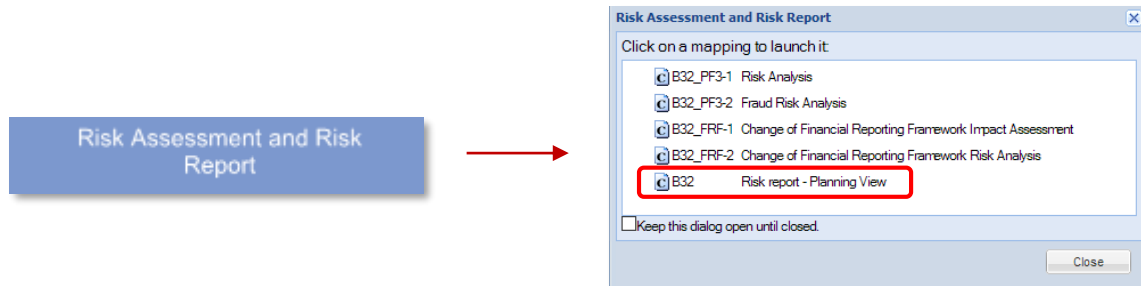 Risk Assessment and Risk
Report
Risk Assessment and Risk Report
Click on a mapping to launch it:
B32_PF3-1 Risk Analysis
B32_PF3-2 Fraud Risk Analysis
B32_FRF-1 Change of Financial Reporting Framework Impact Assessment
B32_FRF-2 Change of Financial Reporting Framework Risk Analysis
B32 Risk report - Planning View
Keep this dialog open until closed.
Close